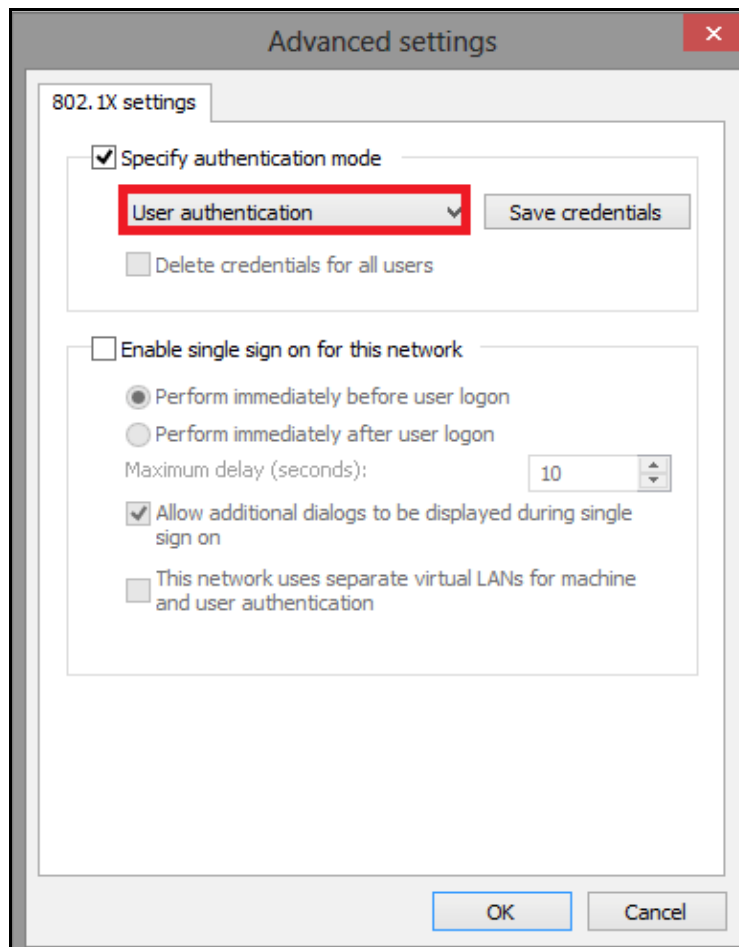 Advanced settings
802.1X settings
Specify authentication mode
User authentication
Save credentials
Delete credentials for all users
Enable single sign on for this network
Perform immediately before user logon
Perform immediately after user logon
Maximum delay (seconds):
10
Allow additional dialogs to be displayed during single
sign on
This network uses separate virtual LANs for machine
and user authentication
OK
Cancel